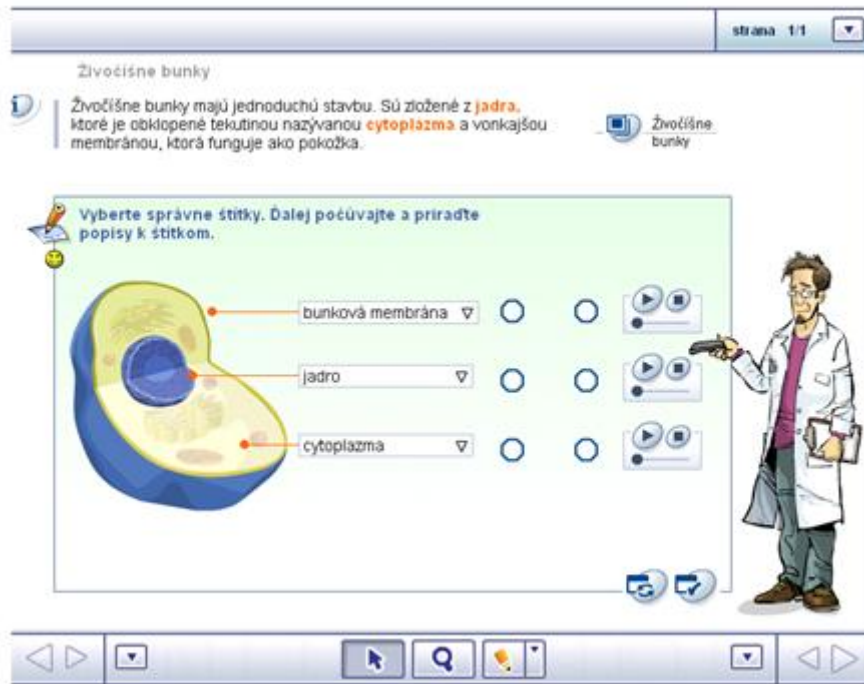 strana 1/1
Živočíšne bunky
Živočíšne bunky majú jednoduchú stavbu. Sú zložené z jadra,
ktoré je obklopené tekutinou nazývanou cytoplazma a vonkajšou
membránou, ktorá funguje ako pokožka.
Živočíšne
bunky
Vyberte správne štítky. Ďalej počúvajte a priraďte
popisy k štítkom.
bunková membrána
jadro
cytoplazma